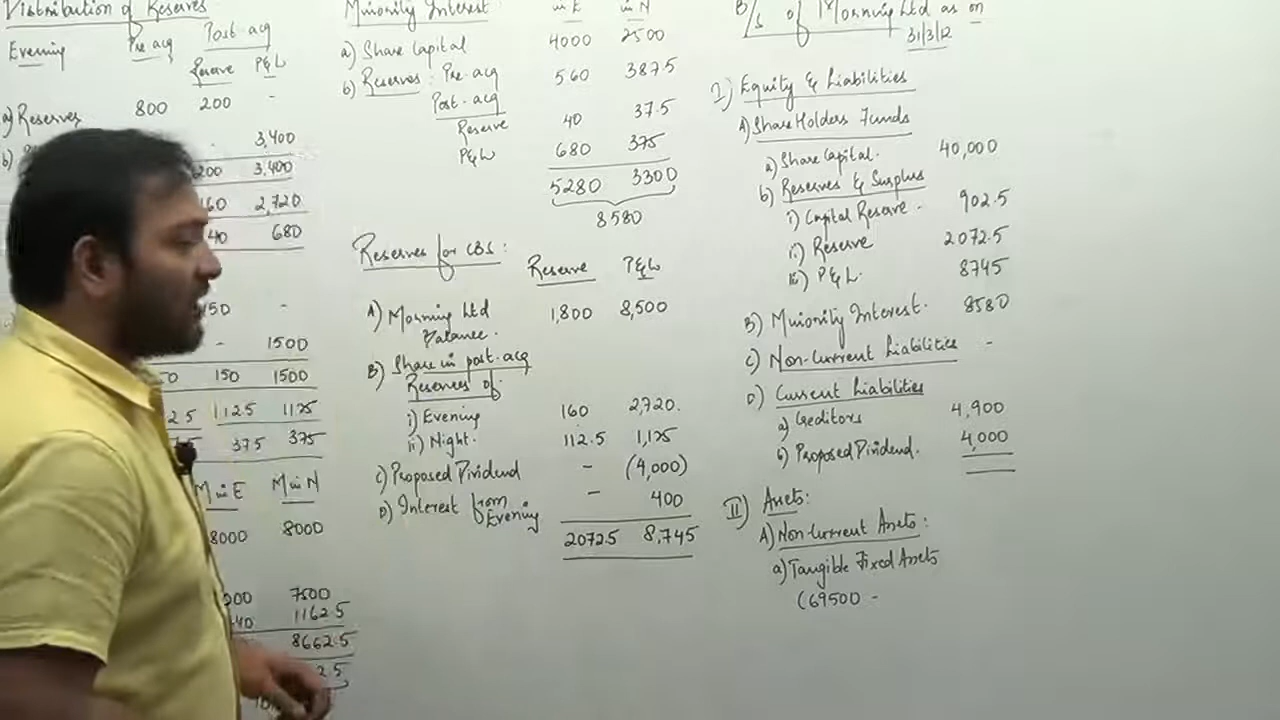 Distribution of Reserves
Evening Pre acq Post acq
Reserve P&L
a) Reserves 800 200 -
b) - 3,400
200 3,400
160 2,720
40 680
150 -
- 1500
150 1500
112.5 1125
37.5 375
M in E M in N
8000 8000
7500
1162.5
8662.5
Minority Interest: in E in N
a) Share Capital 4000 2500
b) Reserves: Pre-acq 560 387.5
Post-acq
Reserve 40 37.5
P&L 680 375
5280 3300
8580
Reserves for CBS:
Reserve P&L
A) Morning Ltd 1,800 8,500
Balance.
B) Share in post-acq
Reserves of:
i) Evening 160 2,720.
ii) Night. 112.5 1,125
c) Proposed Dividend - (4,000)
D) Interest from - 400
Evening
2072.5 8,745
B/s of Morning Ltd as on
31/3/12
I) Equity & Liabilities
A) Share Holders Funds
a) Share Capital. 40,000
b) Reserves & Surplus
i) Capital Reserve. 902.5
ii) Reserve 2072.5
iii) P&L. 8745
B) Minority Interest. 8580
c) Non-Current Liabilities -
D) Current Liabilities
a) Creditors 4,900
b) Proposed Dividend. 4,000
II) Assets:
A) Non-Current Assets:
a) Tangible Fixed Assets
(69500 -